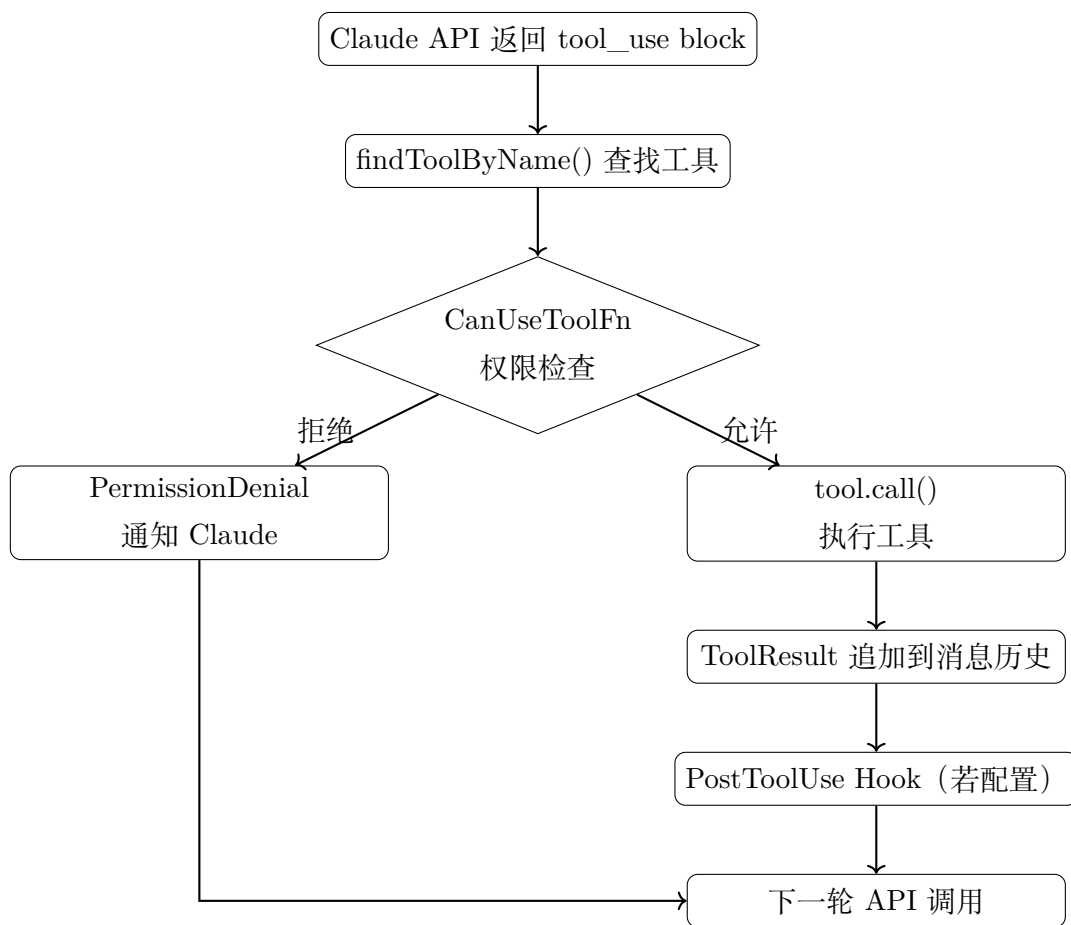 Claude API 返回 tool_use block
findToolByName() 查找工具
CanUseToolFn
权限检查
拒绝
允许
PermissionDenial
通知 Claude
tool.call()
执行工具
ToolResult 追加到消息历史
PostToolUse Hook（若配置）
下一轮 API 调用